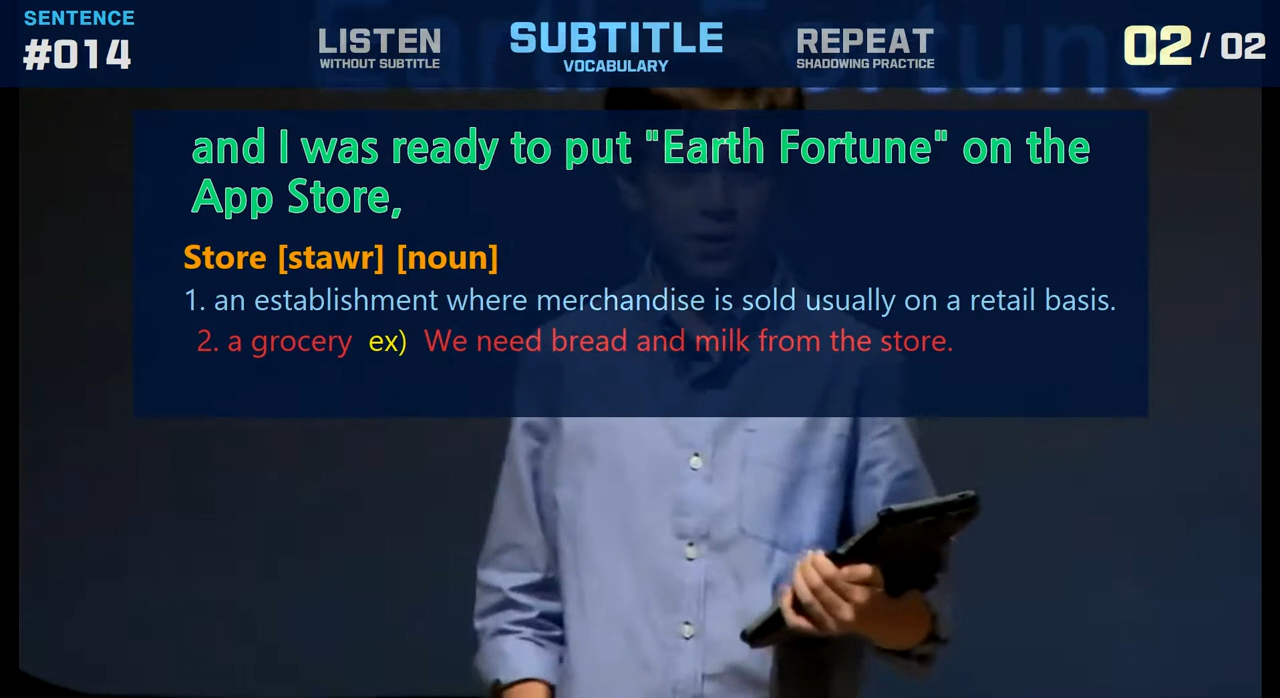 SENTENCE
#014
LISTEN
WITHOUT SUBTITLE
SUBTITLE
VOCABULARY
REPEAT
SHADOWING PRACTICE
02 / 02
Earth Fortune
and I was ready to put "Earth Fortune" on the
App Store,
Store [stawr] [noun]
1. an establishment where merchandise is sold usually on a retail basis.
2. a grocery ex) We need bread and milk from the store.